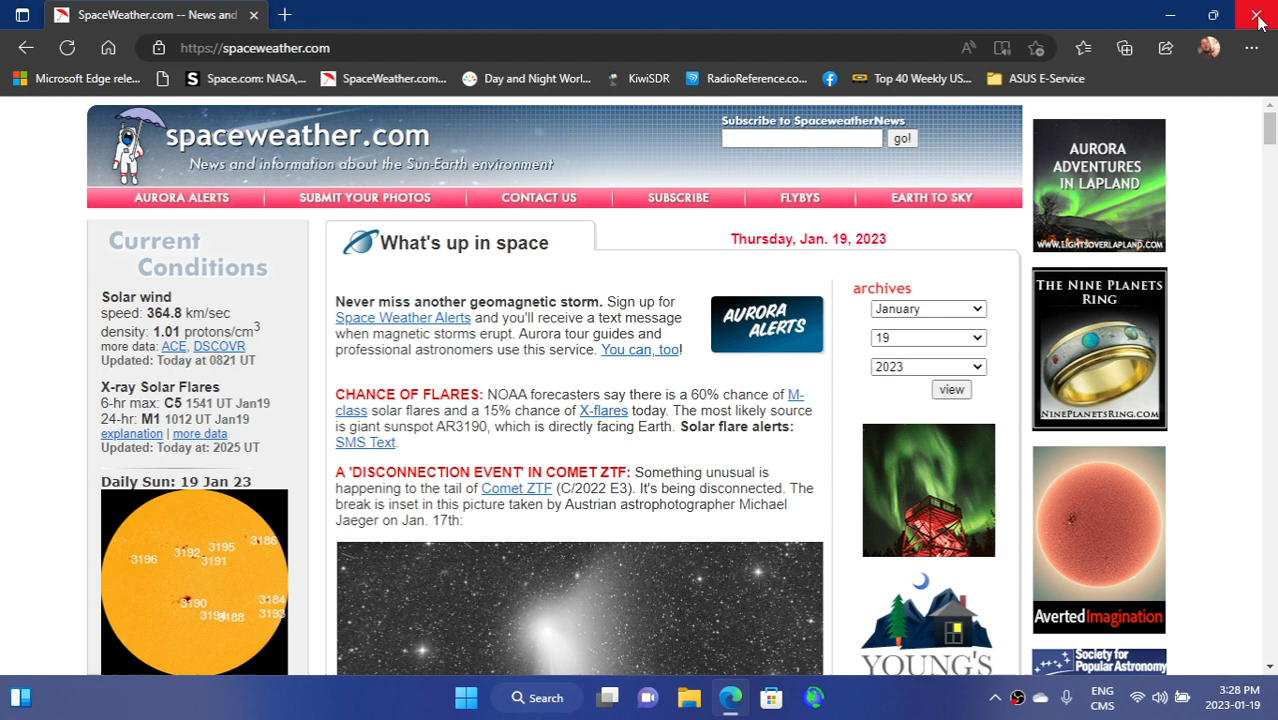 SpaceWeather.com -- News and
https://spaceweather.com
Microsoft Edge rele...
Space.com: NASA,...
SpaceWeather.com...
Day and Night Worl...
KiwiSDR
RadioReference.co...
Top 40 Weekly US...
ASUS E-Service
spaceweather.com
News and information about the Sun-Earth environment
Subscribe to SpaceweatherNews
go!
AURORA ALERTS
SUBMIT YOUR PHOTOS
CONTACT US
SUBSCRIBE
FLYBYS
EARTH TO SKY
Current
Conditions
Solar wind
speed: 364.8 km/sec
density: 1.01 protons/cm3
more data: ACE, DSCOVR
Updated: Today at 0821 UT
X-ray Solar Flares
6-hr max: C5 1541 UT Jan19
24-hr: M1 1012 UT Jan19
explanation | more data
Updated: Today at: 2025 UT
Daily Sun: 19 Jan 23
3186
3195
3192
3196
3191
3190
3184
3194
3188
3193
What's up in space
Thursday, Jan. 19, 2023
Never miss another geomagnetic storm. Sign up for
Space Weather Alerts and you'll receive a text message
when magnetic storms erupt. Aurora tour guides and
professional astronomers use this service. You can, too!
AURORA
ALERTS
CHANCE OF FLARES: NOAA forecasters say there is a 60% chance of M-
class solar flares and a 15% chance of X-flares today. The most likely source
is giant sunspot AR3190, which is directly facing Earth. Solar flare alerts:
SMS Text.
A 'DISCONNECTION EVENT' IN COMET ZTF: Something unusual is
happening to the tail of Comet ZTF (C/2022 E3). It's being disconnected. The
break is inset in this picture taken by Austrian astrophotographer Michael
Jaeger on Jan. 17th:
archives
January
19
2023
view
YOUNG'S
AURORA
ADVENTURES
IN LAPLAND
WWW.LIGHTSOVERLAPLAND.COM
THE NINE PLANETS
RING
NINEPLANETSRING.COM
AvertedImagination
Society for
Popular Astronomy
Search
ENG
CMS
3:28 PM
2023-01-19